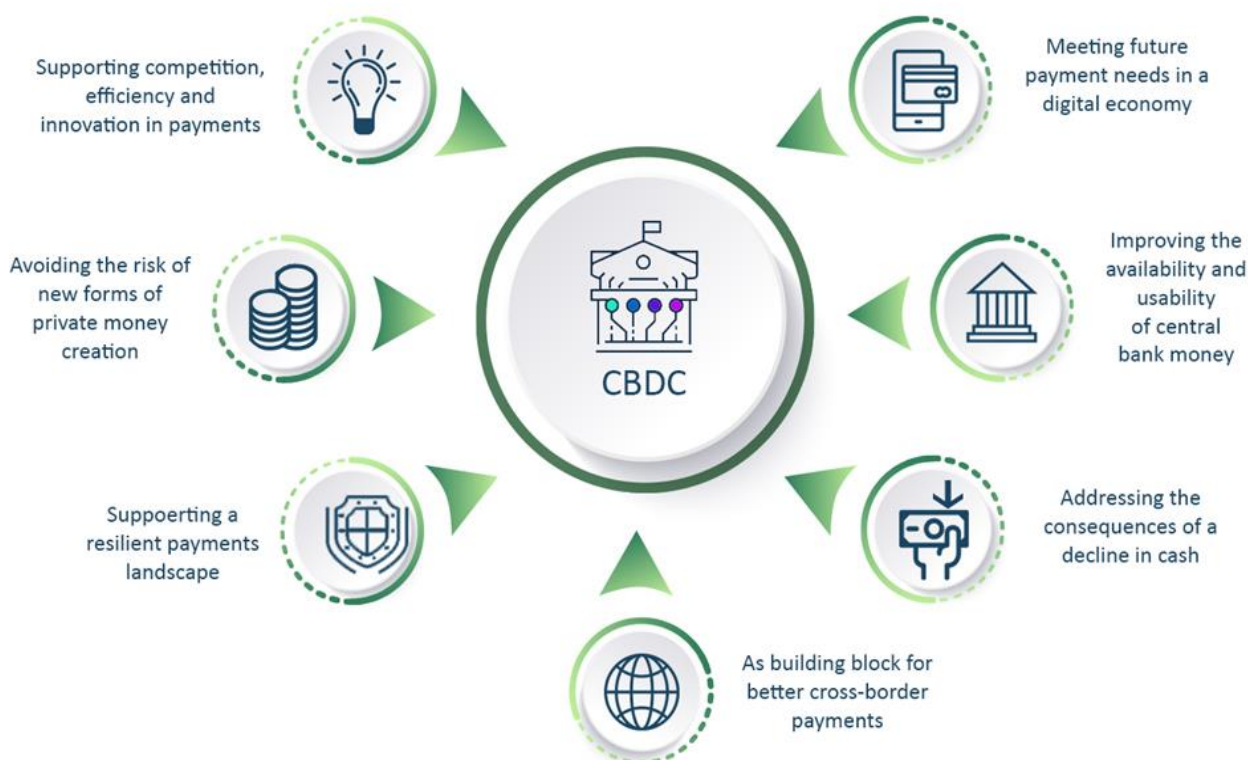 Supporting competition,
efficiency and
innovation in payments
Meeting future
payment needs in a
digital economy
Avoiding the risk of
new forms of
private money
creation
CBDC
Improving the
availability and
usability
of central
bank money
Suppoerting a
resilient payments
landscape
Addressing the
consequences of a
decline in cash
As building block for
better cross-border
payments